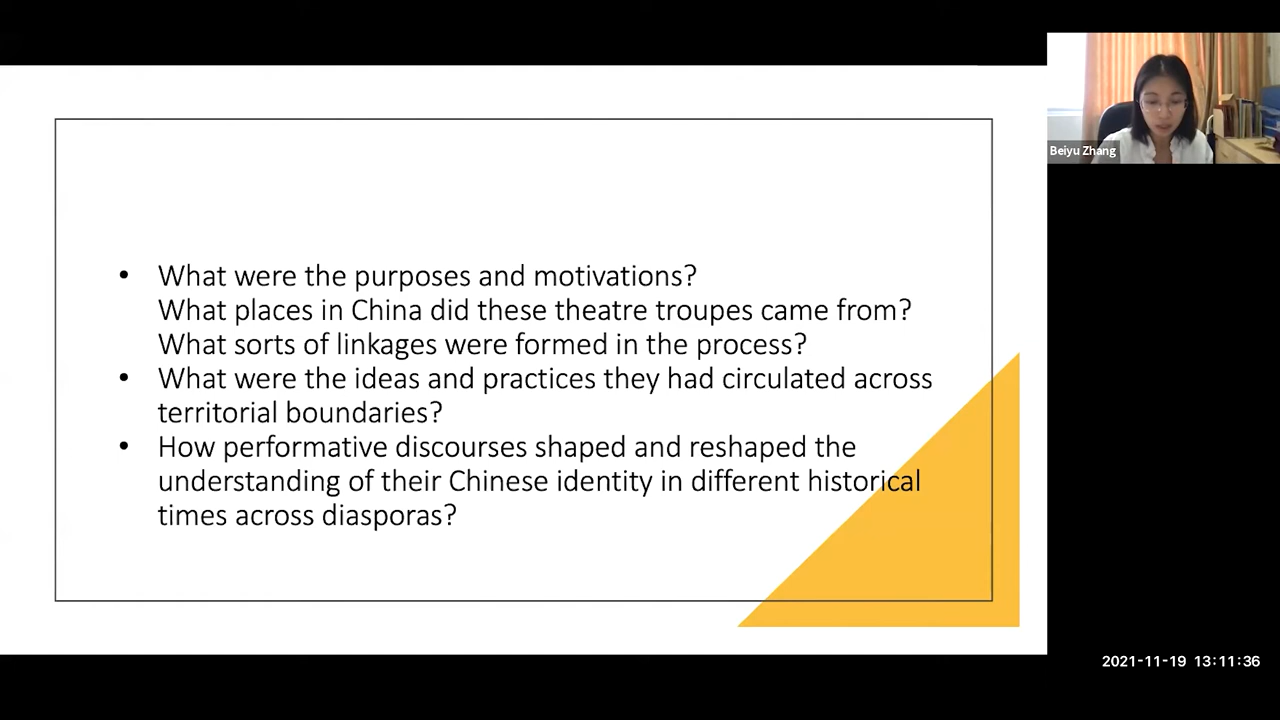 Beiyu Zhang
• What were the purposes and motivations?
What places in China did these theatre troupes came from?
What sorts of linkages were formed in the process?
• What were the ideas and practices they had circulated across
territorial boundaries?
• How performative discourses shaped and reshaped the
understanding of their Chinese identity in different historical
times across diasporas?
2021-11-19 13:11:36